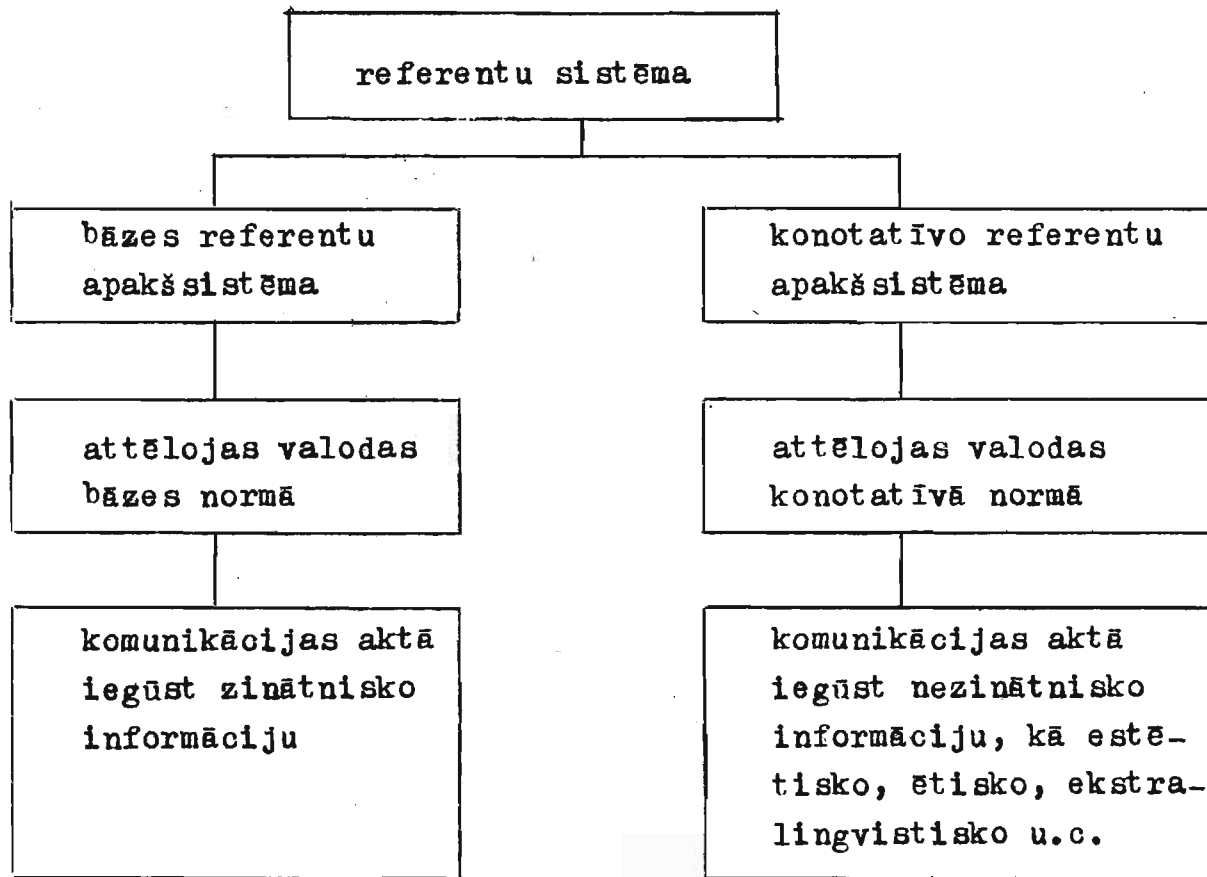 referentu sistēma
bāzes referentu
apakšsistēma
konotatīvo referentu
apakšsistēma
attēlojas valodas
bāzes normā
attēlojas valodas
konotatīvā normā
komunikācijas aktā
iegūst zinātnisko
informāciju
komunikācijas aktā
iegūst nezinātnisko
informāciju, kā estē-
tisko, ētisko, ekstra-
lingvistisko u.c.